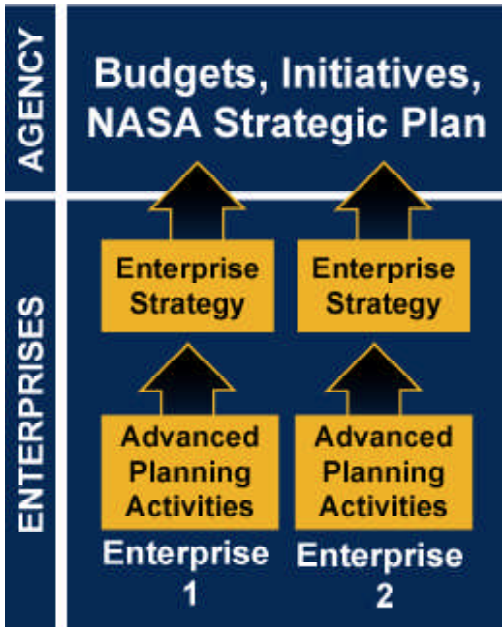 AGENCY
Budgets, Initiatives,
NASA Strategic Plan
ENTERPRISES
Enterprise
Strategy
Enterprise
Strategy
Advanced
Planning
Activities
Advanced
Planning
Activities
Enterprise
1
Enterprise
2